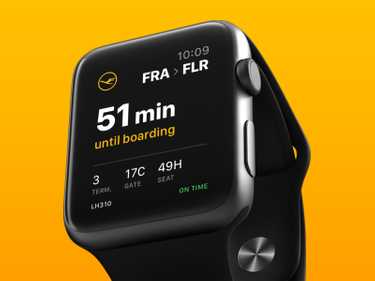 10:09
FRA > FLR
51 min
until boarding
3 17C 49H
TERM. GATE SEAT
LH310 ON TIME